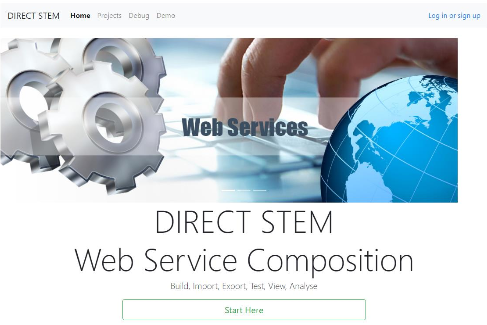 DIRECT STEM Home Projects Debug Demo Log in or sign up
Web Services
DIRECT STEM
Web Service Composition
Build, Import, Export, Test, View, Analyse
Start Here